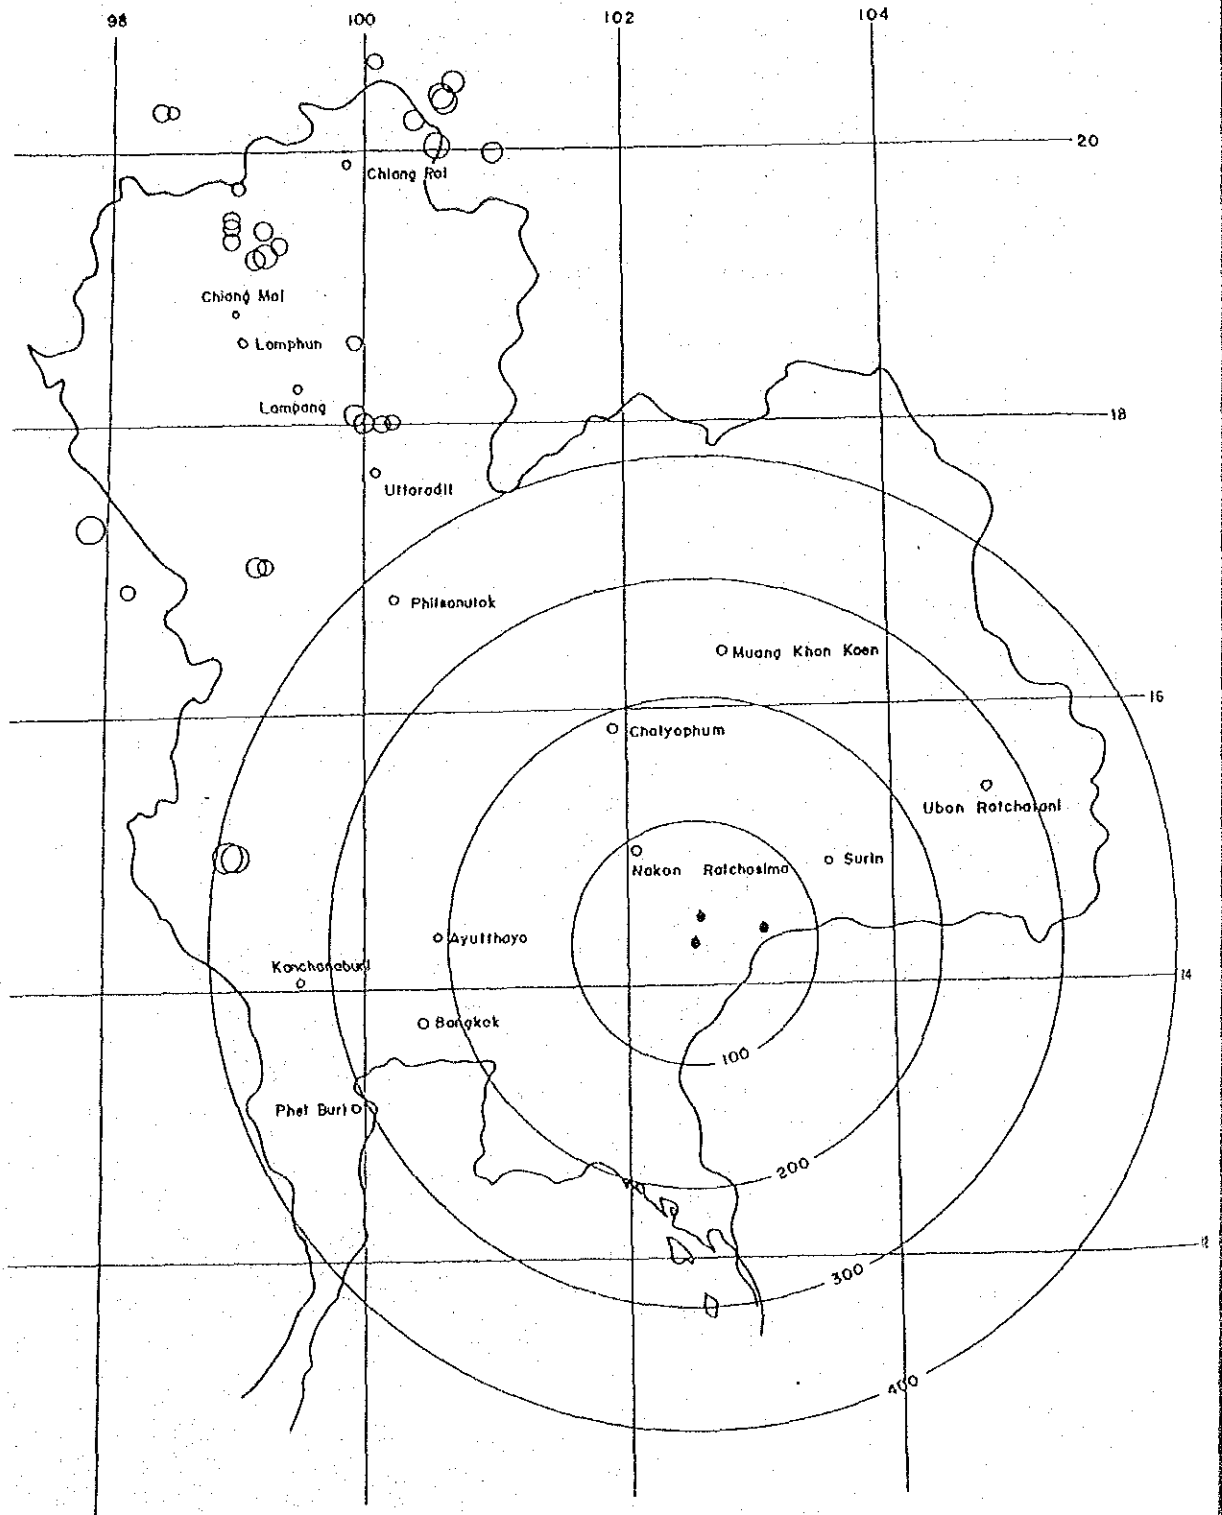 98 100 102 104
20
Chiang Rai
Chiang Mai
Lamphun
Lampang
18
Uttaradit
Phitsanulok
Muang Khon Kaen
16
Chaiyaphum
Ubon Ratchatani
Surin
Nakon Ratchasima
Ayutthaya
Kanchanaburi
14
Bangkok
100
Phet Buri
200
12
300
400